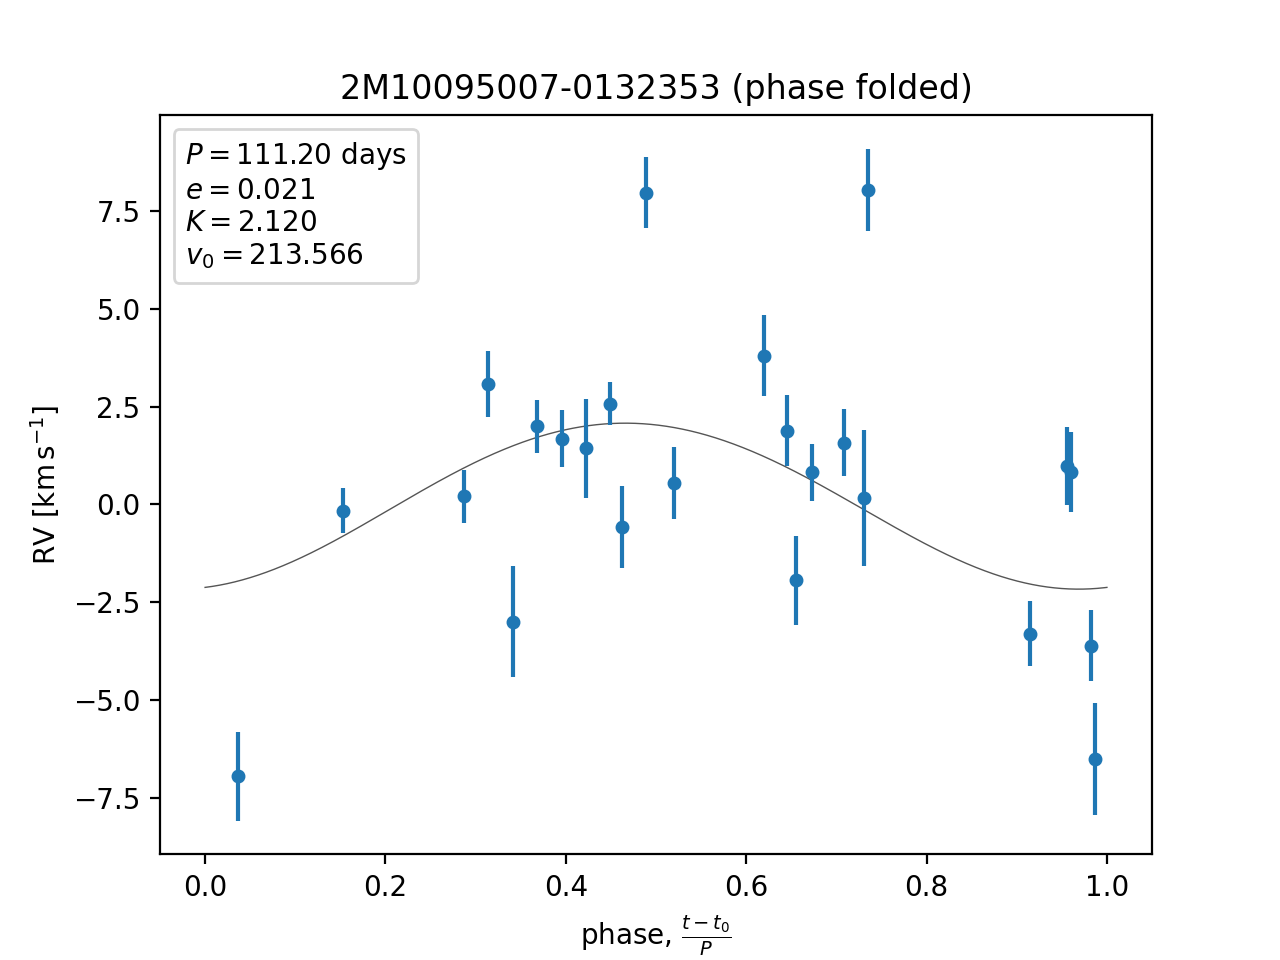 2M10095007-0132353 (phase folded)
P = 111.20 days
e = 0.021
K = 2.120
v₀ = 213.566
7.5
5.0
2.5
0.0
−2.5
−5.0
−7.5
RV [km s⁻¹]
0.0 0.2 0.4 0.6 0.8 1.0
phase, (t − t₀)/P